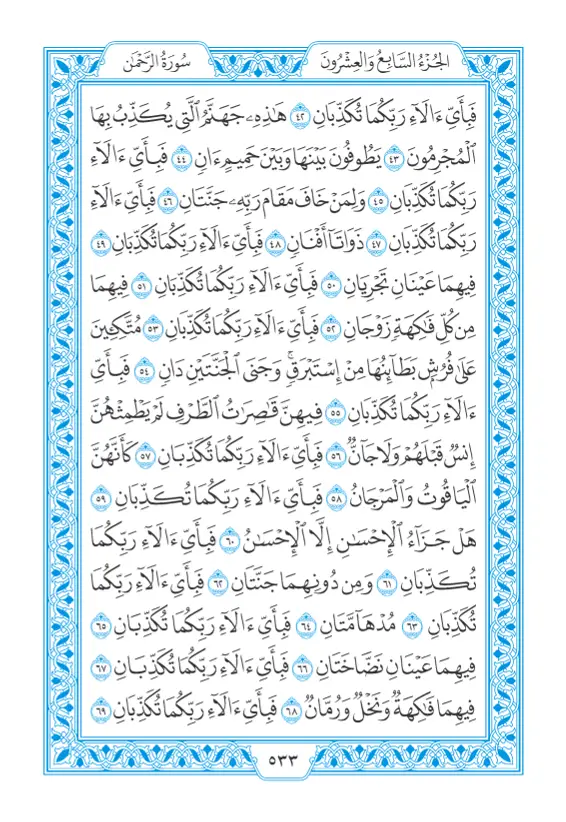 الجُزْءُ السَّابِعُ وَالعِشْرُونَ
سُورَةُ الرَّحْمَٰن
فَبِأَيِّ ءَالَآءِ رَبِّكُمَا تُكَذِّبَانِ ٤٢ هَٰذِهِۦ جَهَنَّمُ ٱلَّتِي يُكَذِّبُ بِهَا
ٱلْمُجْرِمُونَ ٤٣ يَطُوفُونَ بَيْنَهَا وَبَيْنَ حَمِيمٍ ءَانٍ ٤٤ فَبِأَيِّ ءَالَآءِ
رَبِّكُمَا تُكَذِّبَانِ ٤٥ وَلِمَنْ خَافَ مَقَامَ رَبِّهِۦ جَنَّتَانِ ٤٦ فَبِأَيِّ ءَالَآءِ
رَبِّكُمَا تُكَذِّبَانِ ٤٧ ذَوَاتَآ أَفْنَانٍ ٤٨ فَبِأَيِّ ءَالَآءِ رَبِّكُمَا تُكَذِّبَانِ ٤٩
فِيهِمَا عَيْنَانِ تَجْرِيَانِ ٥٠ فَبِأَيِّ ءَالَآءِ رَبِّكُمَا تُكَذِّبَانِ ٥١ فِيهِمَا
مِن كُلِّ فَٰكِهَةٍ زَوْجَانِ ٥٢ فَبِأَيِّ ءَالَآءِ رَبِّكُمَا تُكَذِّبَانِ ٥٣ مُتَّكِـِٔينَ
عَلَىٰ فُرُشٍۭ بَطَآئِنُهَا مِنْ إِسْتَبْرَقٍۚ وَجَنَى ٱلْجَنَّتَيْنِ دَانٍ ٥٤ فَبِأَيِّ
ءَالَآءِ رَبِّكُمَا تُكَذِّبَانِ ٥٥ فِيهِنَّ قَٰصِرَٰتُ ٱلطَّرْفِ لَمْ يَطْمِثْهُنَّ
إِنسٌ قَبْلَهُمْ وَلَا جَآنٌّ ٥٦ فَبِأَيِّ ءَالَآءِ رَبِّكُمَا تُكَذِّبَانِ ٥٧ كَأَنَّهُنَّ
ٱلْيَاقُوتُ وَٱلْمَرْجَانُ ٥٨ فَبِأَيِّ ءَالَآءِ رَبِّكُمَا تُكَذِّبَانِ ٥٩
هَلْ جَزَآءُ ٱلْإِحْسَٰنِ إِلَّا ٱلْإِحْسَٰنُ ٦٠ فَبِأَيِّ ءَالَآءِ رَبِّكُمَا
تُكَذِّبَانِ ٦١ وَمِن دُونِهِمَا جَنَّتَانِ ٦٢ فَبِأَيِّ ءَالَآءِ رَبِّكُمَا
تُكَذِّبَانِ ٦٣ مُدْهَآمَّتَانِ ٦٤ فَبِأَيِّ ءَالَآءِ رَبِّكُمَا تُكَذِّبَانِ ٦٥
فِيهِمَا عَيْنَانِ نَضَّاخَتَانِ ٦٦ فَبِأَيِّ ءَالَآءِ رَبِّكُمَا تُكَذِّبَانِ ٦٧
فِيهِمَا فَٰكِهَةٌ وَنَخْلٌ وَرُمَّانٌ ٦٨ فَبِأَيِّ ءَالَآءِ رَبِّكُمَا تُكَذِّبَانِ ٦٩
٥٣٣